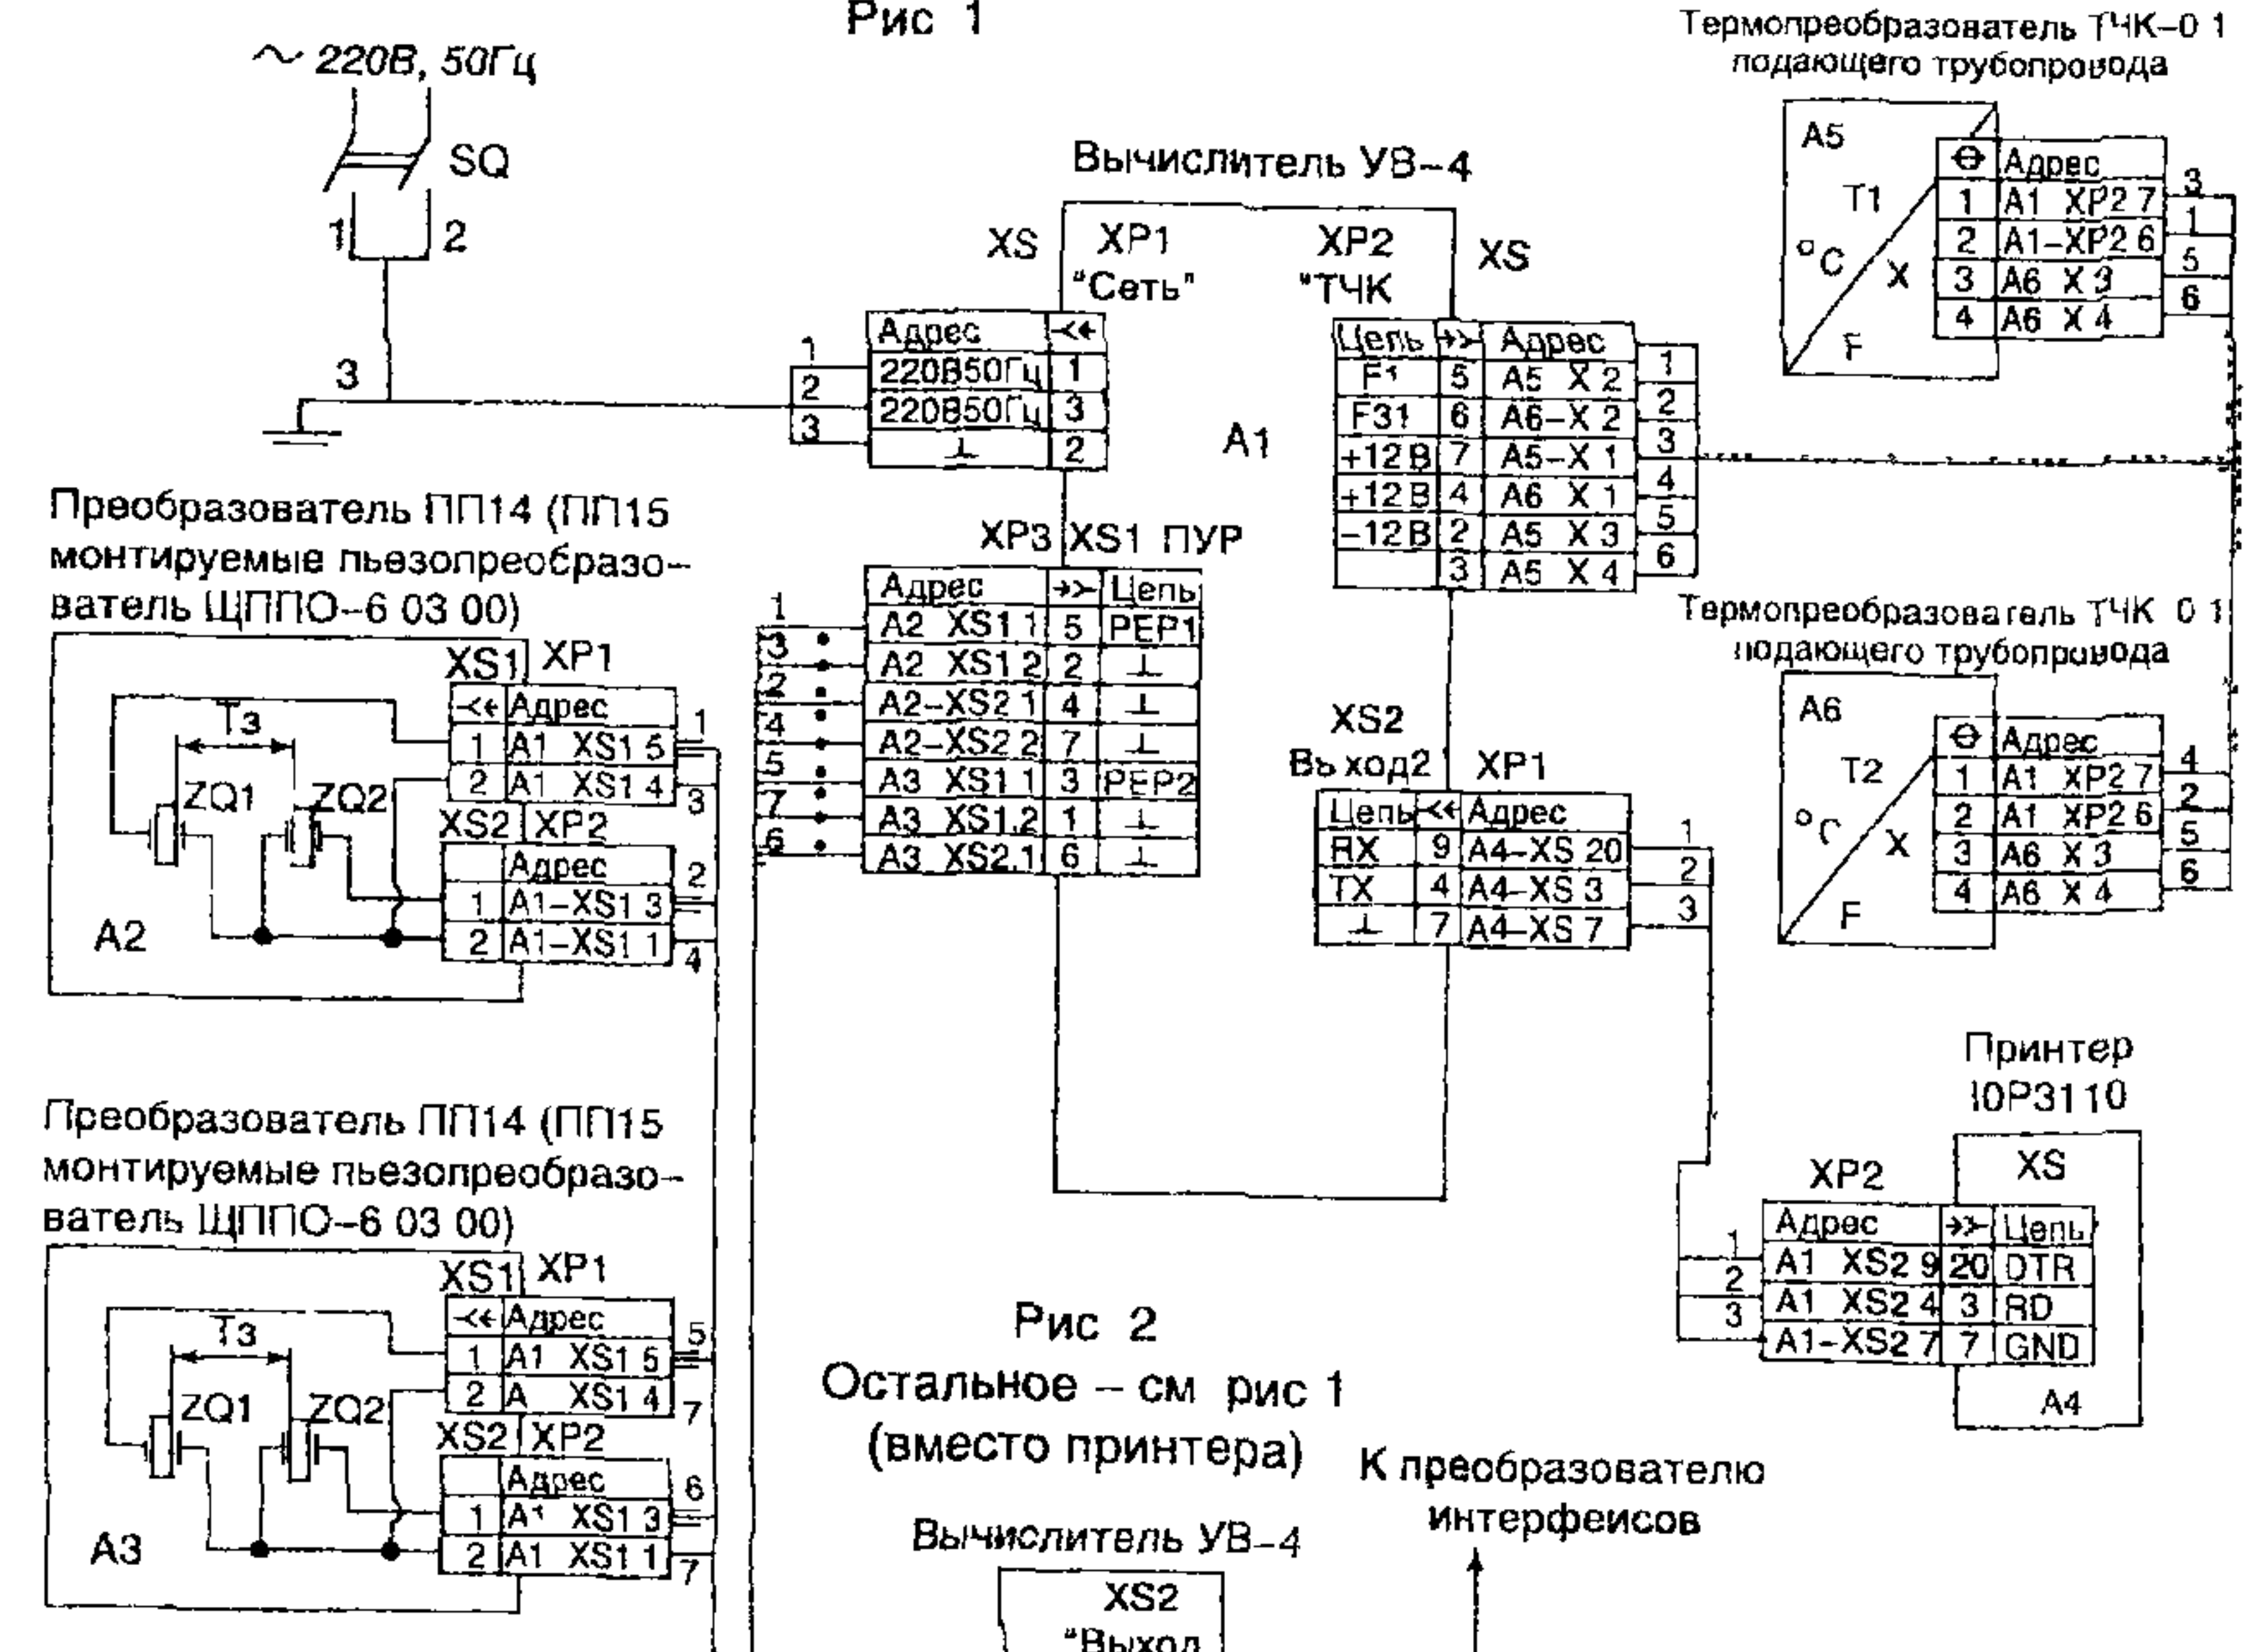 Рис 1
~ 220В, 50Гц
SQ
1 2
3
Вычислитель УВ-4
XS XP1 XP2 XS
"Сеть" "ТЧК
Адрес
1 220В50Гц 1
2 220В50Гц 3
3 ⊥ 2
A1
Цепь Адрес
F1 5 A5 X 2 1
F31 6 A6-X 2 2
+12В 7 A5-X 1 3
+12В 4 A6 X 1 4
-12В 2 A5 X 3 5
3 A5 X 4 6
Термопреобразователь ТЧК-0 1
подающего трубопровода
A5
T1
°C X
F
Адрес
1 A1 XP2 7 3
2 A1-XP2 6 1
3 A6 X 3 5
4 A6 X 4 6
Преобразователь ПП14 (ПП15
монтируемые пьезопреобразо-
ватель ЩППО-6 03 00)
XS1 XP1
Адрес
1 A1 XS1 5 1
2 A1 XS1 4 3
Тз
ZQ1 ZQ2
XS2 XP2
Адрес
1 A1-XS1 3 2
2 A1-XS1 1 4
A2
XP3 XS1 ПУР
Адрес Цепь
1 A2 XS1 1 5 PEP1
3 A2 XS1.2 2 ⊥
2 A2-XS2 1 4 ⊥
4 A2-XS2 2 7 ⊥
5 A3 XS1 1 3 PEP2
7 A3 XS1.2 1 ⊥
6 A3 XS2.1 6 ⊥
XS2
Вы ход2 XP1
Цепь Адрес
RX 9 A4-XS 20 1
TX 4 A4-XS 3 2
⊥ 7 A4-XS 7 3
Термопреобразователь ТЧК 0 1
подающего трубопровода
A6
T2
°C X
F
Адрес
1 A1 XP2 7 4
2 A1 XP2 6 2
3 A6 X 3 5
4 A6 X 4 6
Преобразователь ПП14 (ПП15
монтируемые пьезопреобразо-
ватель ЩППО-6 03 00)
XS1 XP1
Адрес
1 A1 XS1 5 5
2 A XS1 4 7
Тз
ZQ1 ZQ2
XS2 XP2
Адрес
1 A1 XS1 3 6
2 A1 XS1 1 7
A3
Принтер
I0P3110
XP2 XS
Адрес Цепь
1 A1 XS2 9 20 DTR
2 A1 XS2 4 3 RD
3 A1-XS2 7 7 GND
A4
Рис 2
Остальное – см рис 1
(вместо принтера)
К преобразователю
интерфеисов
Вычислитель УВ-4
XS2
"Выход